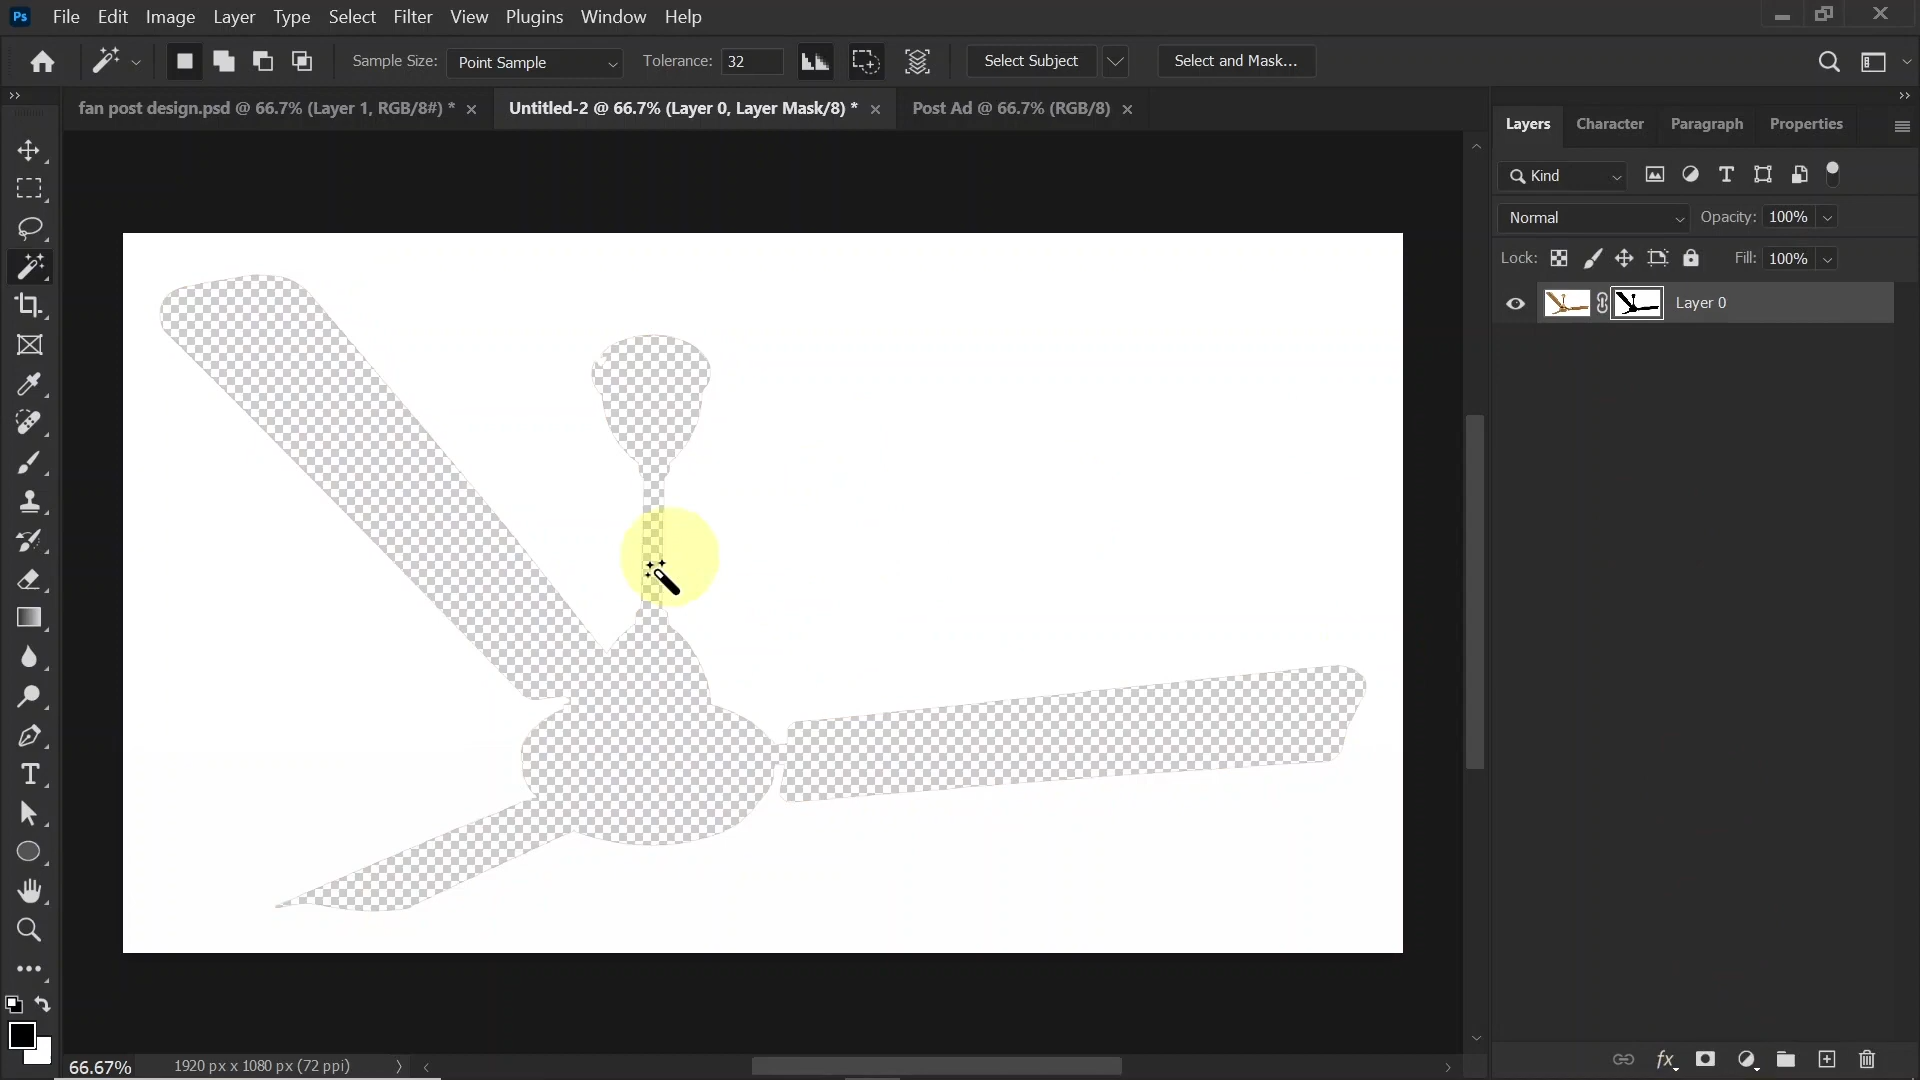 Ps File Edit Image Layer Select Filter View Plugins Window Help
Sample Size: Point Sample Tolerance: 32 Select Subject Select and Mask...
fan post design.psd @ 66.7% (Layer 1, RGB/8#) * Untitled-2 @ 66.7% (Layer 0, Layer Mask/8) * Post Ad @ 66.7% (RGB/8)
Layers Character Paragraph Properties
Kind
Normal Opacity: 100%
Lock: Fill: 100%
Layer 0
66.67% 1920 px x 1080 px (72 ppi)